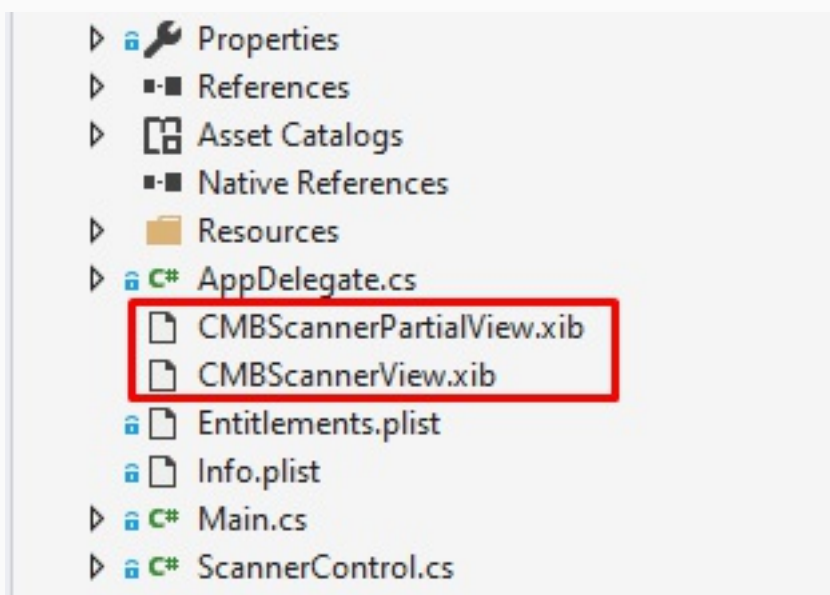 Properties
References
Asset Catalogs
Native References
Resources
C# AppDelegate.cs
CMBScannerPartialView.xib
CMBScannerView.xib
Entitlements.plist
Info.plist
C# Main.cs
C# ScannerControl.cs